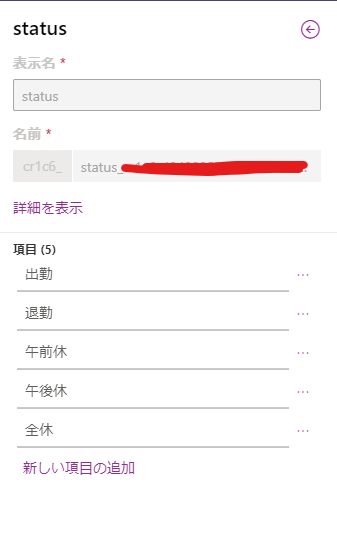 status
表示名 *
status
名前 *
cr1c6_ status_
詳細を表示
項目 (5)
出勤 ...
退勤 ...
午前休 ...
午後休 ...
全休 ...
新しい項目の追加